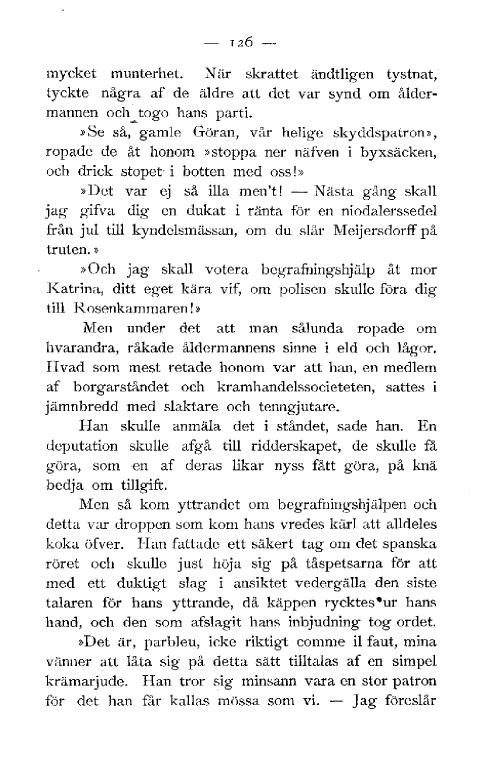 — 126 —
mycket munterhet. När skrattet ändtligen tystnat,
tyckte några af de äldre att det var synd om ålder-
mannen och togo hans parti.
»Se så, gamle Göran, vår helige skyddspatron»,
ropade de åt honom »stoppa ner näfven i byxsäcken,
och drick stopet i botten med oss!»
»Det var ej så illa men't! — Nästa gång skall
jag gifva dig en dukat i ränta för en niodalerssedel
från jul till kyndelsmässan, om du slår Meijersdorff på
truten.»
»Och jag skall votera begrafningshjälp åt mor
Katrina, ditt eget kära vif, om polisen skulle föra dig
till Rosenkammaren!»
Men under det att man sålunda ropade om
hvarandra, råkade åldermannens sinne i eld och lågor.
Hvad som mest retade honom var att han, en medlem
af borgarståndet och kramhandelssocieteten, sattes i
jämnbredd med slaktare och tenngjutare.
Han skulle anmäla det i ståndet, sade han. En
deputation skulle afgå till ridderskapet, de skulle få
göra, som en af deras likar nyss fått göra, på knä
bedja om tillgift.
Men så kom yttrandet om begrafningshjälpen och
detta var droppen som kom hans vredes kärl att alldeles
koka öfver. Han fattade ett säkert tag om det spanska
röret och skulle just höja sig på tåspetsarna för att
med ett duktigt slag i ansiktet vedergälla den siste
talaren för hans yttrande, då käppen rycktes ur hans
hand, och den som afslagit hans inbjudning tog ordet.
»Det är, parbleu, icke riktigt comme il faut, mina
vänner att låta sig på detta sätt tilltalas af en simpel
krämarjude. Han tror sig minsann vara en stor patron
för det han får kallas mössa som vi. — Jag föreslår